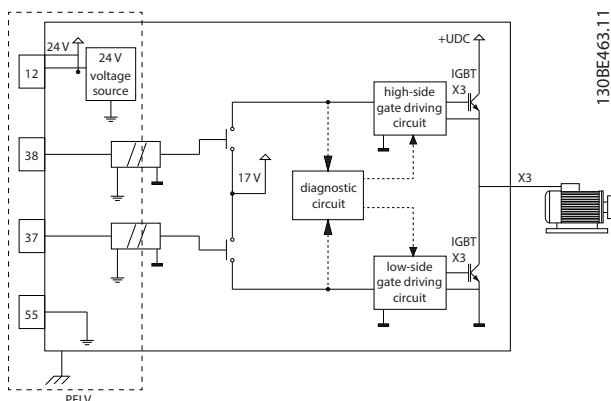 130BE463.11
+UDC
24 V
12
24 V
voltage
source
IGBT
X3
high-side
gate driving
circuit
38
17 V
diagnostic
circuit
X3
37
IGBT
X3
low-side
gate driving
circuit
55
PELV